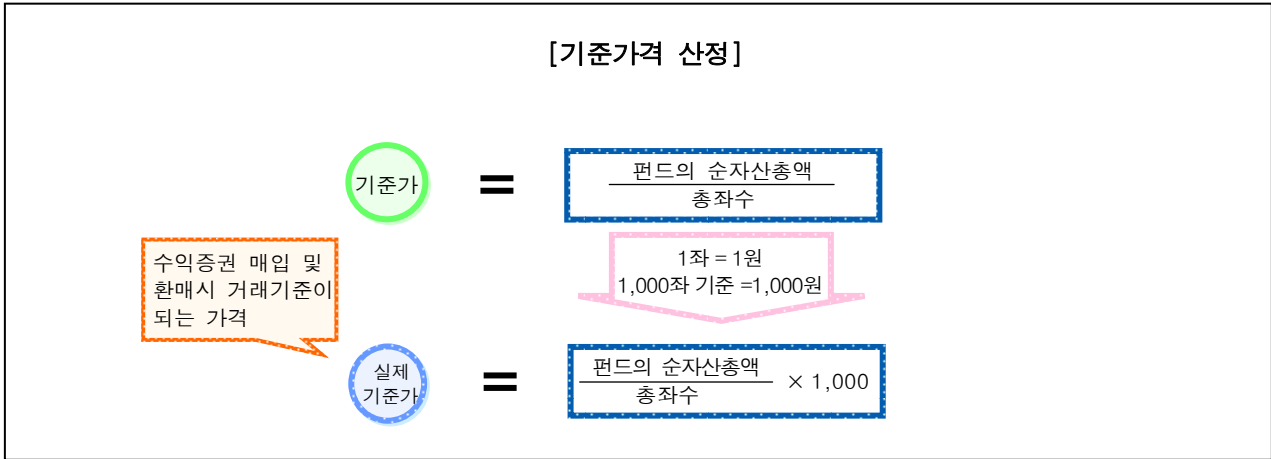 [기준가격 산정]
기준가
=
펀드의 순자산총액
총좌수
1좌 = 1원
1,000좌 기준 =1,000원
수익증권 매입 및
환매시 거래기준이
되는 가격
실제
기준가
=
펀드의 순자산총액
총좌수
× 1,000